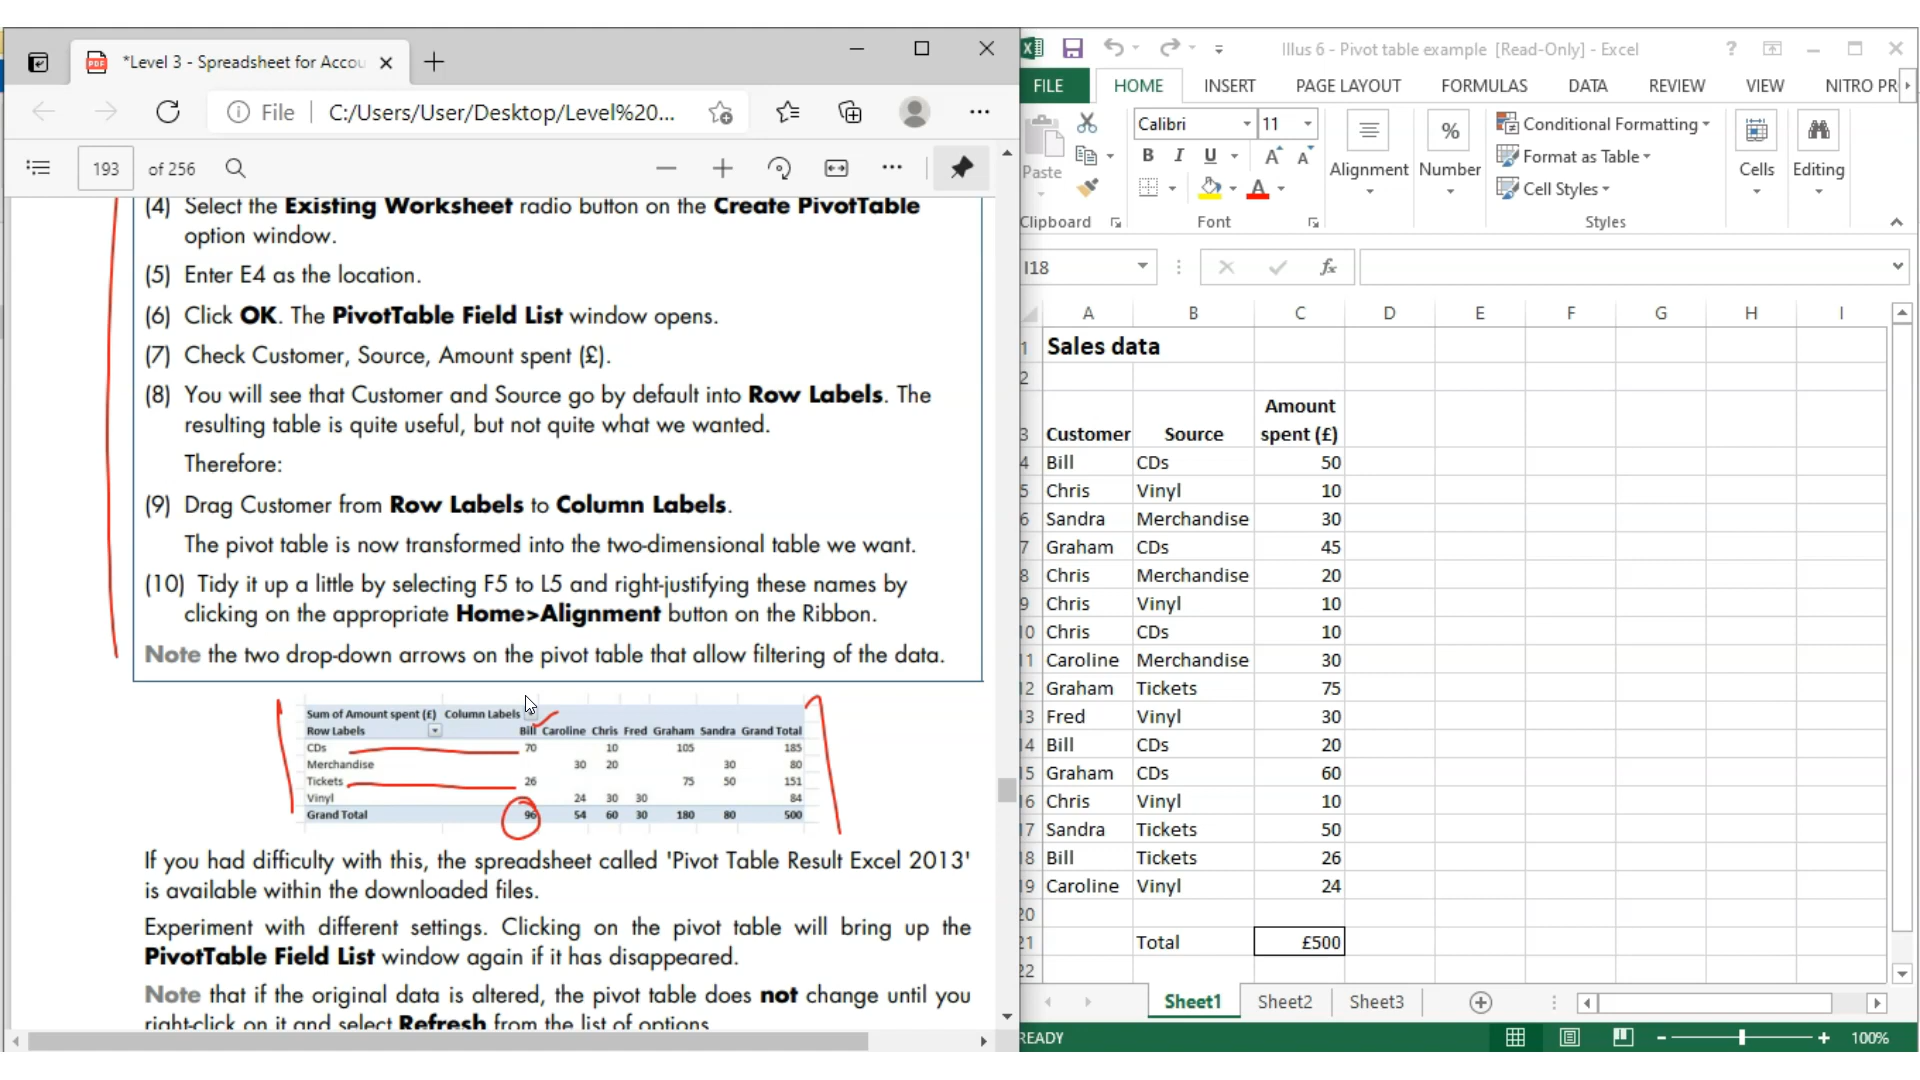 *Level 3 - Spreadsheet for Accou
File
C:/Users/User/Desktop/Level%20...
193 of 256
(4) Select the Existing Worksheet radio button on the Create PivotTable
option window.
(5) Enter E4 as the location.
(6) Click OK. The PivotTable Field List window opens.
(7) Check Customer, Source, Amount spent (£).
(8) You will see that Customer and Source go by default into Row Labels. The
resulting table is quite useful, but not quite what we wanted.
Therefore:
(9) Drag Customer from Row Labels to Column Labels.
The pivot table is now transformed into the two-dimensional table we want.
(10) Tidy it up a little by selecting F5 to L5 and right-justifying these names by
clicking on the appropriate Home>Alignment button on the Ribbon.
Note the two drop-down arrows on the pivot table that allow filtering of the data.
Sum of Amount spent (£) Column Labels
Row Labels Bill Caroline Chris Fred Graham Sandra Grand Total
CDs 70 10 105 185
Merchandise 30 20 30 80
Tickets 26 75 50 151
Vinyl 24 30 30 84
Grand Total 96 54 60 30 180 80 500
If you had difficulty with this, the spreadsheet called 'Pivot Table Result Excel 2013'
is available within the downloaded files.
Experiment with different settings. Clicking on the pivot table will bring up the
PivotTable Field List window again if it has disappeared.
Note that if the original data is altered, the pivot table does not change until you
right-click on it and select Refresh from the list of options.
Illus 6 - Pivot table example [Read-Only] - Excel
FILE HOME INSERT PAGE LAYOUT FORMULAS DATA REVIEW VIEW NITRO PR
Paste
Calibri 11
B I U A A
A
Alignment
%
Number
Conditional Formatting
Format as Table
Cell Styles
Cells
Editing
Clipboard Font Styles
I18 fx
A B C D E F G H I
1 Sales data
2
3 Customer Source Amount
spent (£)
4 Bill CDs 50
5 Chris Vinyl 10
6 Sandra Merchandise 30
7 Graham CDs 45
8 Chris Merchandise 20
9 Chris Vinyl 10
10 Chris CDs 10
11 Caroline Merchandise 30
12 Graham Tickets 75
13 Fred Vinyl 30
14 Bill CDs 20
15 Graham CDs 60
16 Chris Vinyl 10
17 Sandra Tickets 50
18 Bill Tickets 26
19 Caroline Vinyl 24
20
21 Total £500
22
Sheet1 Sheet2 Sheet3
READY 100%